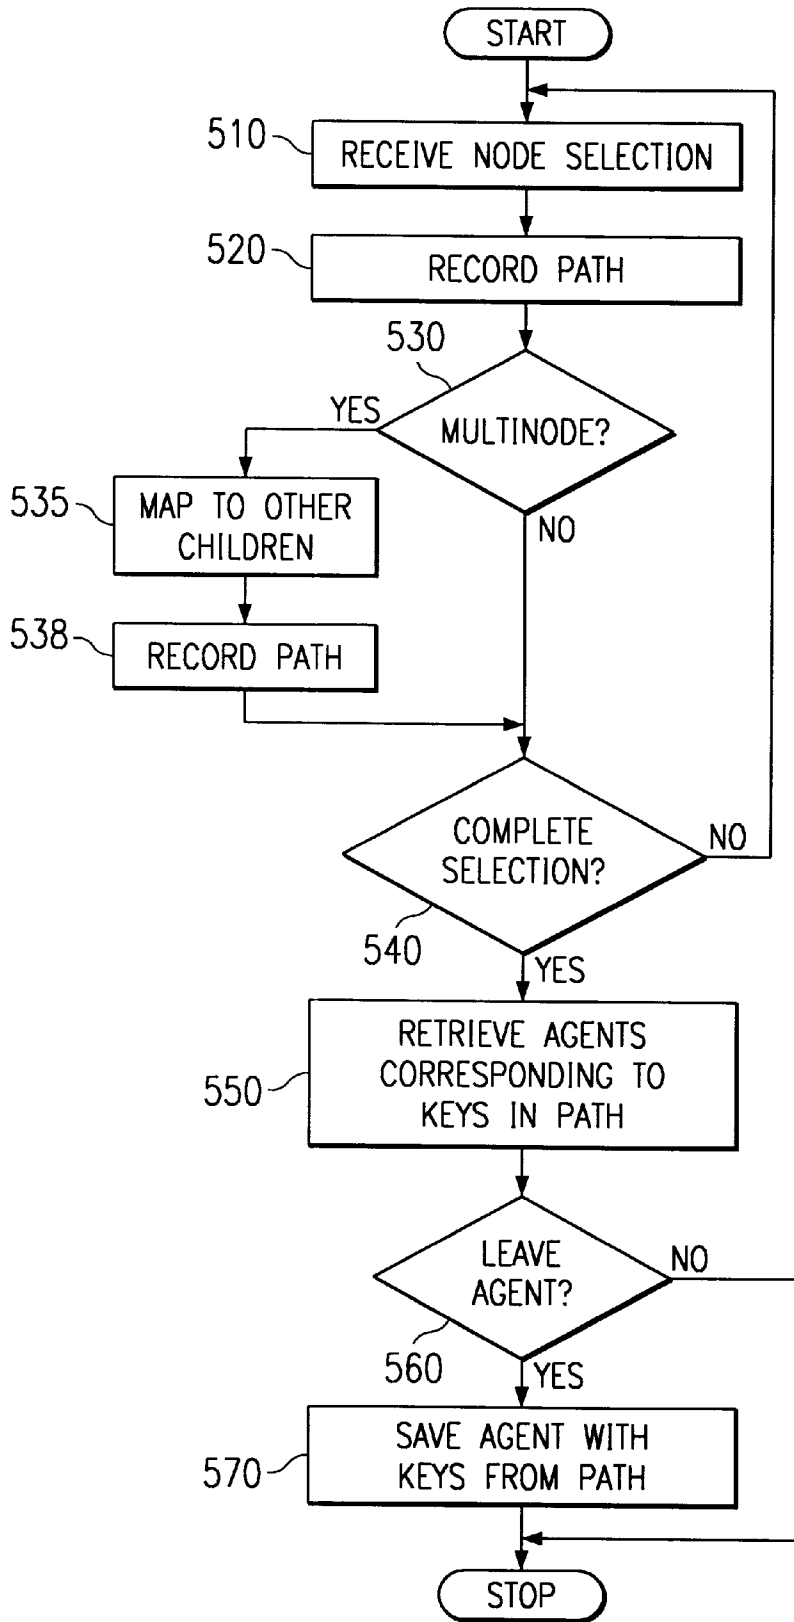 START
510
RECEIVE NODE SELECTION
520
RECORD PATH
530
YES
MULTINODE?
NO
535
MAP TO OTHER
CHILDREN
538
RECORD PATH
COMPLETE
SELECTION?
NO
540
YES
550
RETRIEVE AGENTS
CORRESPONDING TO
KEYS IN PATH
LEAVE
AGENT?
NO
560
YES
570
SAVE AGENT WITH
KEYS FROM PATH
STOP